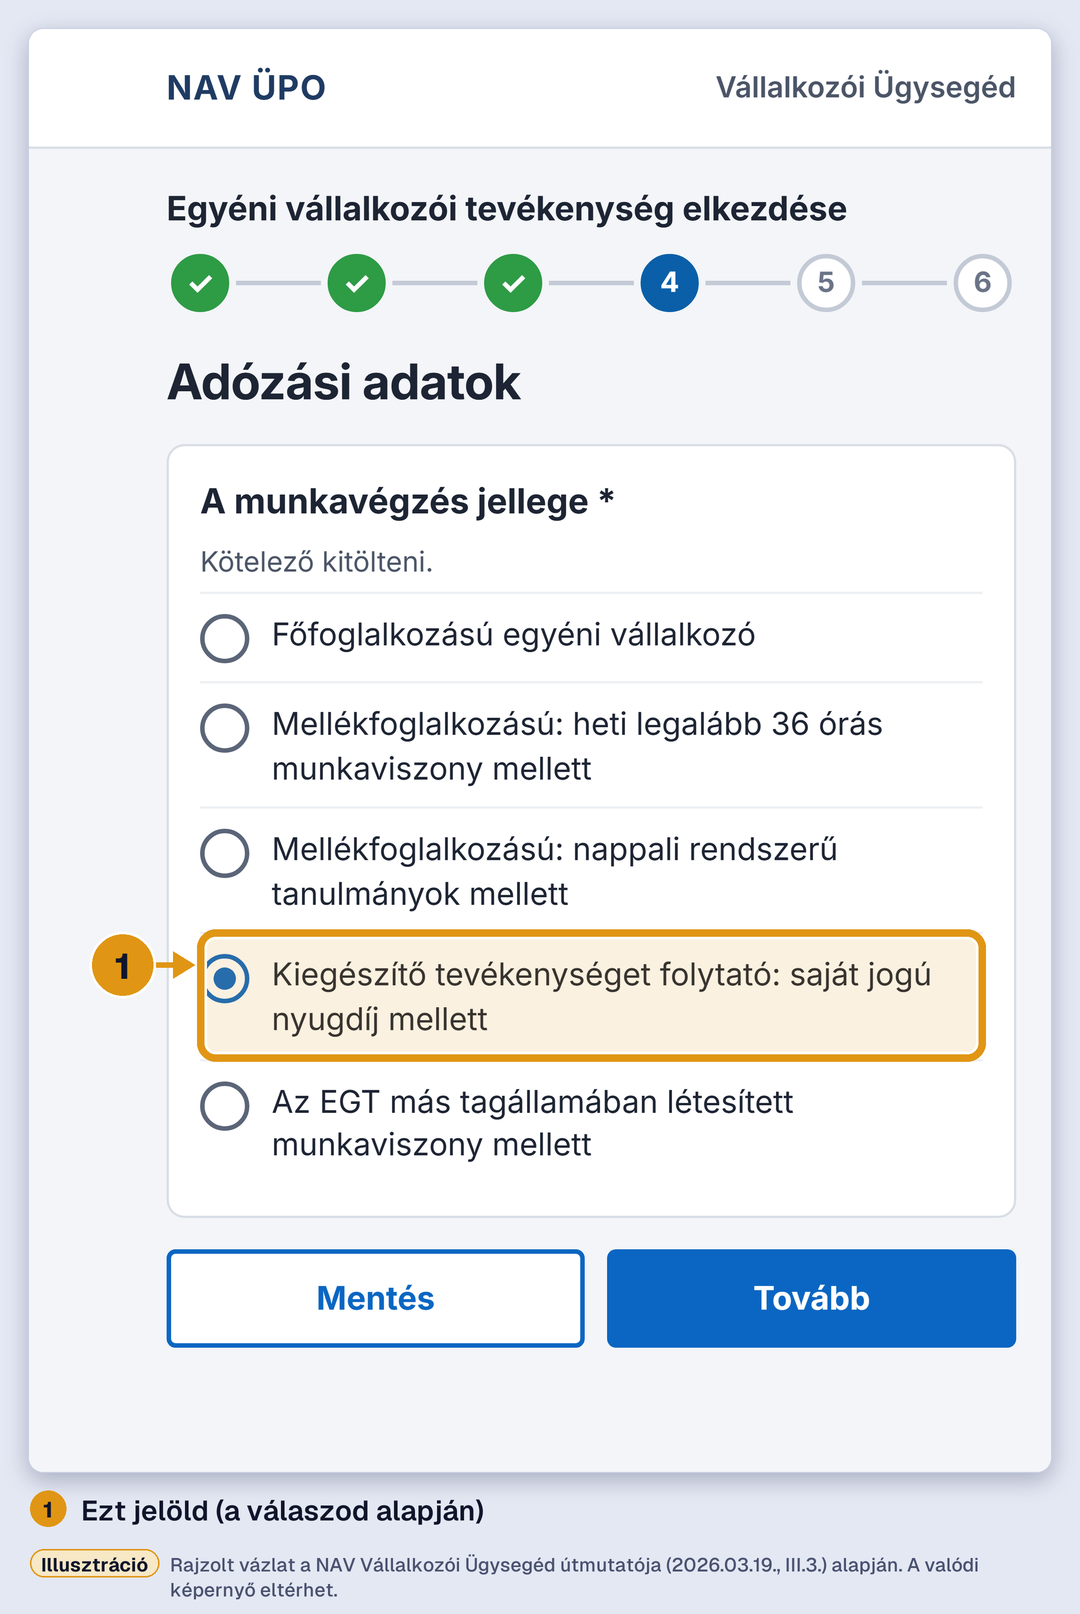 NAV ÜPO
Vállalkozói Ügysegéd
Egyéni vállalkozói tevékenység elkezdése
4
5
6
Adózási adatok
A munkavégzés jellege *
Kötelező kitölteni.
Főfoglalkozású egyéni vállalkozó
Mellékfoglalkozású: heti legalább 36 órás
munkaviszony mellett
Mellékfoglalkozású: nappali rendszerű
tanulmányok mellett
1
Kiegészítő tevékenységet folytató: saját jogú
nyugdíj mellett
Az EGT más tagállamában létesített
munkaviszony mellett
Mentés
Tovább
1 Ezt jelöld (a válaszod alapján)
Illusztráció Rajzolt vázlat a NAV Vállalkozói Ügysegéd útmutatója (2026.03.19., III.3.) alapján. A valódi
képernyő eltérhet.